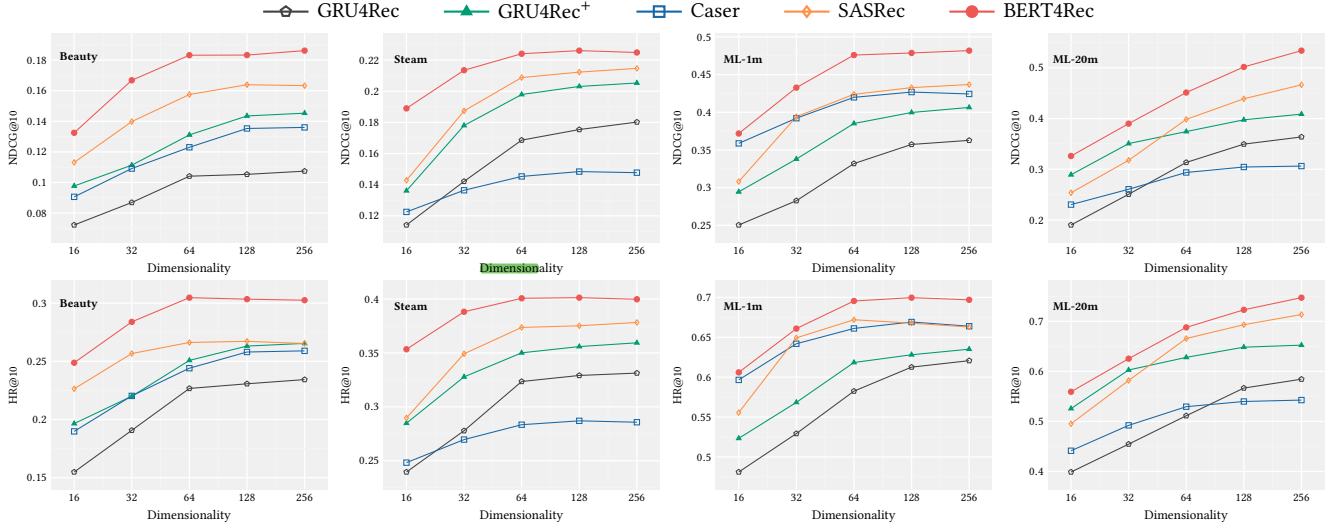 GRU4Rec GRU4Rec+ Caser SASRec BERT4Rec
Beauty
NDCG@10
0.18
0.16
0.14
0.12
0.1
0.08
16 32 64 128 256
Dimensionality
Steam
NDCG@10
0.22
0.2
0.18
0.16
0.14
0.12
16 32 64 128 256
Dimensionality
ML-1m
NDCG@10
0.5
0.45
0.4
0.35
0.3
0.25
16 32 64 128 256
Dimensionality
ML-20m
NDCG@10
0.5
0.4
0.3
0.2
16 32 64 128 256
Dimensionality
Beauty
HR@10
0.3
0.25
0.2
0.15
16 32 64 128 256
Dimensionality
Steam
HR@10
0.4
0.35
0.3
0.25
16 32 64 128 256
Dimensionality
ML-1m
HR@10
0.7
0.65
0.6
0.55
0.5
16 32 64 128 256
Dimensionality
ML-20m
HR@10
0.7
0.6
0.5
0.4
16 32 64 128 256
Dimensionality